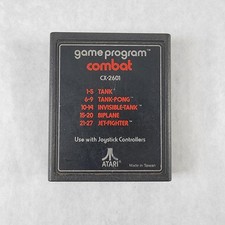 game program™
combat
CX-2601
1-5 TANK
6-9 TANK-PONG™
10-14 INVISIBLE-TANK™
15-20 BIPLANE
21-27 JET-FIGHTER™
Use with Joystick Controllers
ATARI®
Made in Taiwan